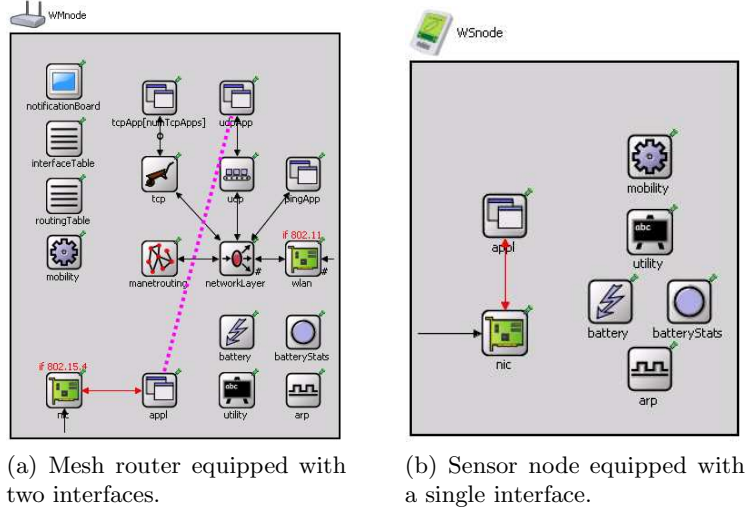 WMnode
notificationBoard
tcpApp[numTcpApps]
udpApp
interfaceTable
tcp
udp
pingApp
routingTable
if 802.11
mobility
manetrouting
networkLayer
#
wlan
#
battery
batteryStats
if 802.15.4
nic
appl
utility
arp
(a) Mesh router equipped with
two interfaces.
WSnode
mobility
appl
utility
battery
batteryStats
nic
arp
(b) Sensor node equipped with
a single interface.